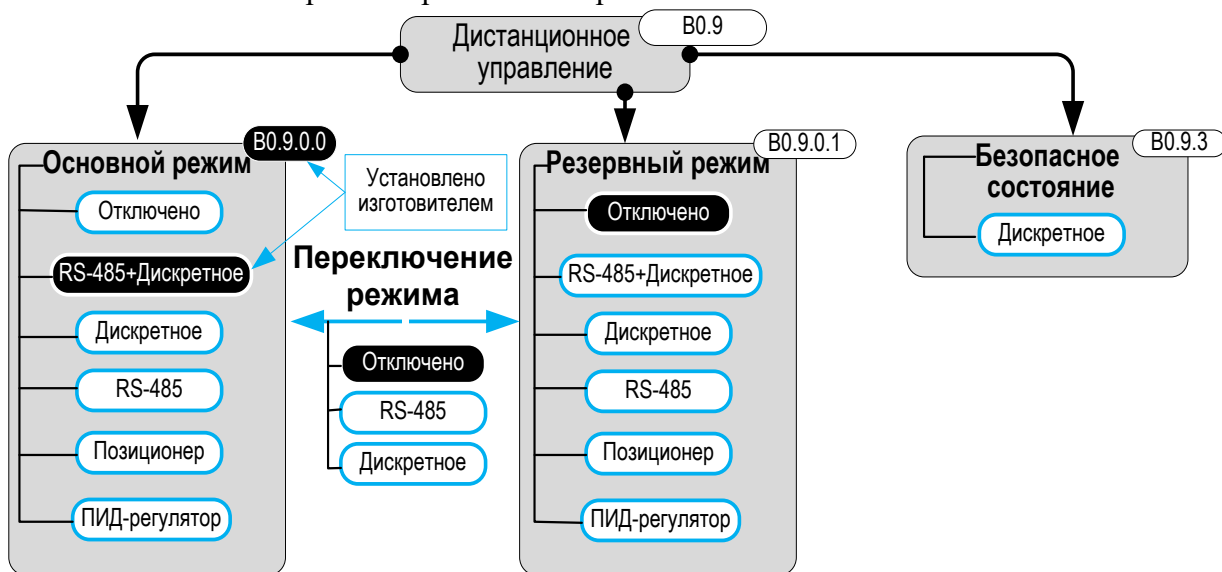 Дистанционное
управление
B0.9
Основной режим
B0.9.0.0
Отключено
RS-485+Дискретное
Дискретное
RS-485
Позиционер
ПИД-регулятор
Установлено
изготовителем
Переключение
режима
Отключено
RS-485
Дискретное
Резервный режим
B0.9.0.1
Отключено
RS-485+Дискретное
Дискретное
RS-485
Позиционер
ПИД-регулятор
Безопасное
состояние
B0.9.3
Дискретное